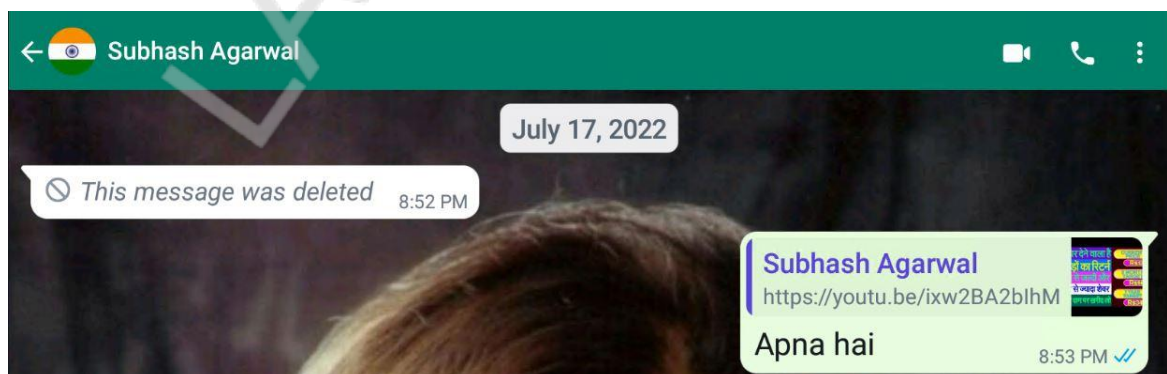 Subhash Agarwal
July 17, 2022
This message was deleted 8:52 PM
Subhash Agarwal
https://youtu.be/ixw2BA2bIhM
Apna hai
8:53 PM